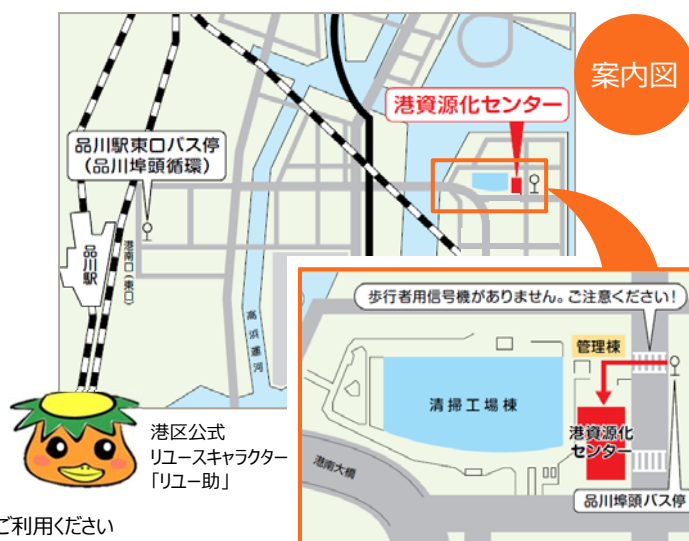 案内図
港資源化センター
品川駅東口バス停
（品川埠頭循環）
品川駅
港南口（東口）
高浜運河
歩行者用信号機がありません。ご注意ください！
管理棟
清掃工場棟
港資源化
センター
港南大橋
品川埠頭バス停
港区公式
リユースキャラクター
「リユー助」
ご利用ください